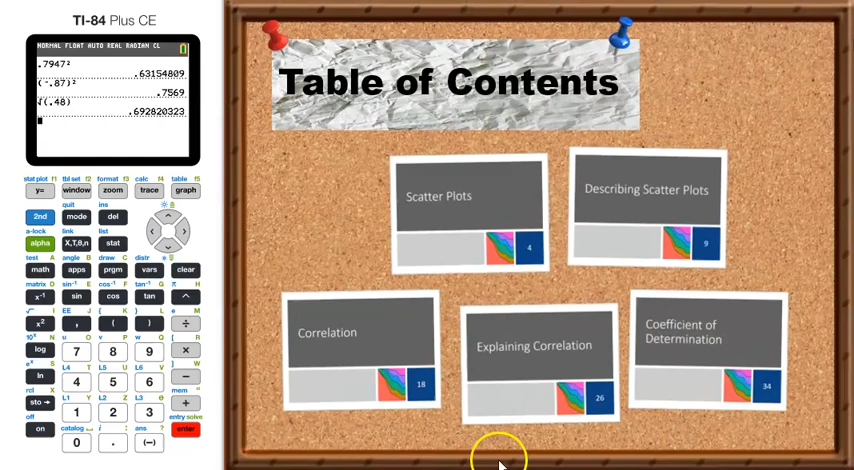 TI-84 Plus CE
NORMAL FLOAT AUTO REAL RADIAN CL
.7947²
.63154809
(-.87)²
.7569
√(.48)
.692820323
stat plot f1 tbl set f2 format f3 calc f4 table f5
y= window zoom trace graph
quit ins
2nd mode del
a-lock link list
alpha X,T,θ,n stat
test A angle B draw C distr
math apps prgm vars clear
matrix D sin⁻¹ E cos⁻¹ F tan⁻¹ G π H
x⁻¹ sin cos tan ^
√ I EE J { K } L e M
x² , ( ) ÷
10ˣ N u O v P w Q [ R
log 7 8 9 ×
eˣ S L4 T L5 U L6 V ] W
ln 4 5 6 −
rcl X L1 Y L2 Z L3 θ mem "
sto→ 1 2 3 +
off catalog i : ans ? entry solve
on 0 . (−) enter
Table of Contents
Scatter Plots
4
Describing Scatter Plots
9
Correlation
18
Explaining Correlation
26
Coefficient of
Determination
34